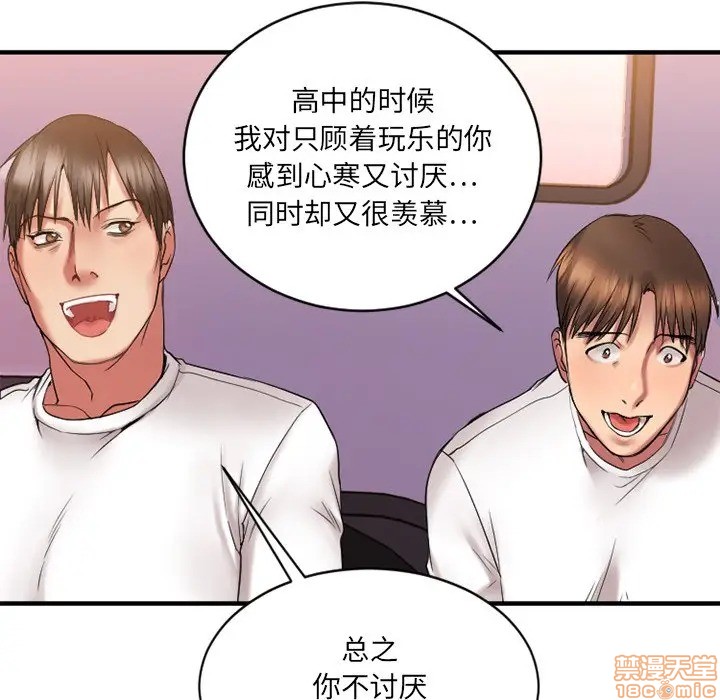 高中的时候
我对只顾着玩乐的你
感到心寒又讨厌...
同时却又很羡慕...
总之
你不讨厌
禁漫天堂
18COMIC